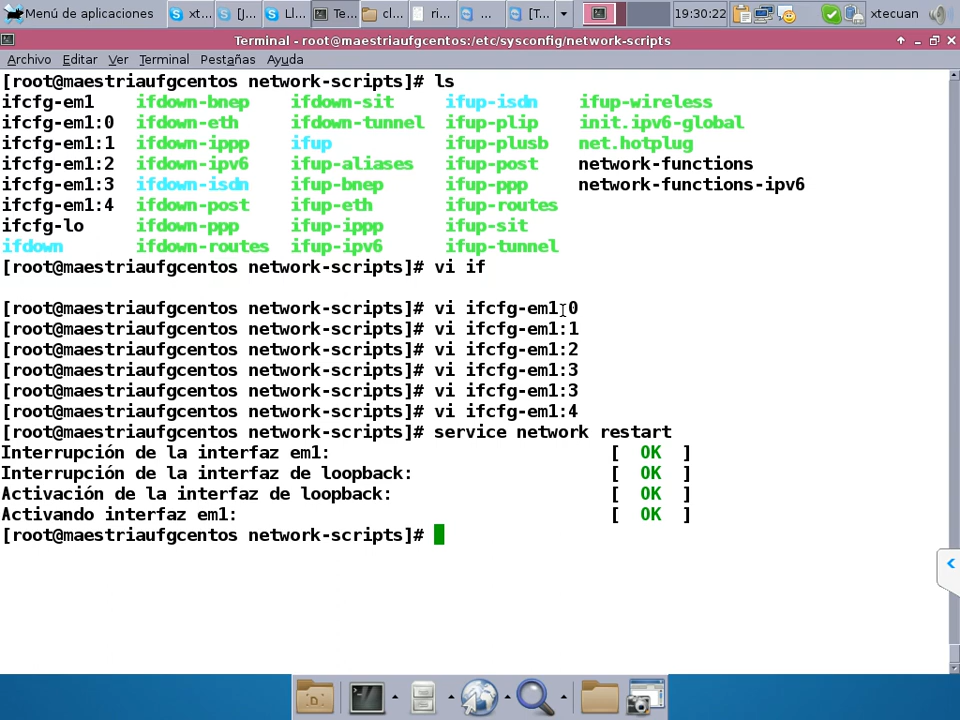 Menú de aplicaciones xt... [J... Ll... Te... cl... ri... ... [T... 19:30:22 xtecuan
Terminal - root@maestriaufgcentos:/etc/sysconfig/network-scripts
Archivo Editar Ver Terminal Pestañas Ayuda
[root@maestriaufgcentos network-scripts]# ls
ifcfg-em1 ifdown-bnep ifdown-sit ifup-isdn ifup-wireless
ifcfg-em1:0 ifdown-eth ifdown-tunnel ifup-plip init.ipv6-global
ifcfg-em1:1 ifdown-ippp ifup ifup-plusb net.hotplug
ifcfg-em1:2 ifdown-ipv6 ifup-aliases ifup-post network-functions
ifcfg-em1:3 ifdown-isdn ifup-bnep ifup-ppp network-functions-ipv6
ifcfg-em1:4 ifdown-post ifup-eth ifup-routes
ifcfg-lo ifdown-ppp ifup-ippp ifup-sit
ifdown ifdown-routes ifup-ipv6 ifup-tunnel
[root@maestriaufgcentos network-scripts]# vi if
[root@maestriaufgcentos network-scripts]# vi ifcfg-em1:0
[root@maestriaufgcentos network-scripts]# vi ifcfg-em1:1
[root@maestriaufgcentos network-scripts]# vi ifcfg-em1:2
[root@maestriaufgcentos network-scripts]# vi ifcfg-em1:3
[root@maestriaufgcentos network-scripts]# vi ifcfg-em1:3
[root@maestriaufgcentos network-scripts]# vi ifcfg-em1:4
[root@maestriaufgcentos network-scripts]# service network restart
Interrupción de la interfaz em1: [ OK ]
Interrupción de la interfaz de loopback: [ OK ]
Activación de la interfaz de loopback: [ OK ]
Activando interfaz em1: [ OK ]
[root@maestriaufgcentos network-scripts]#